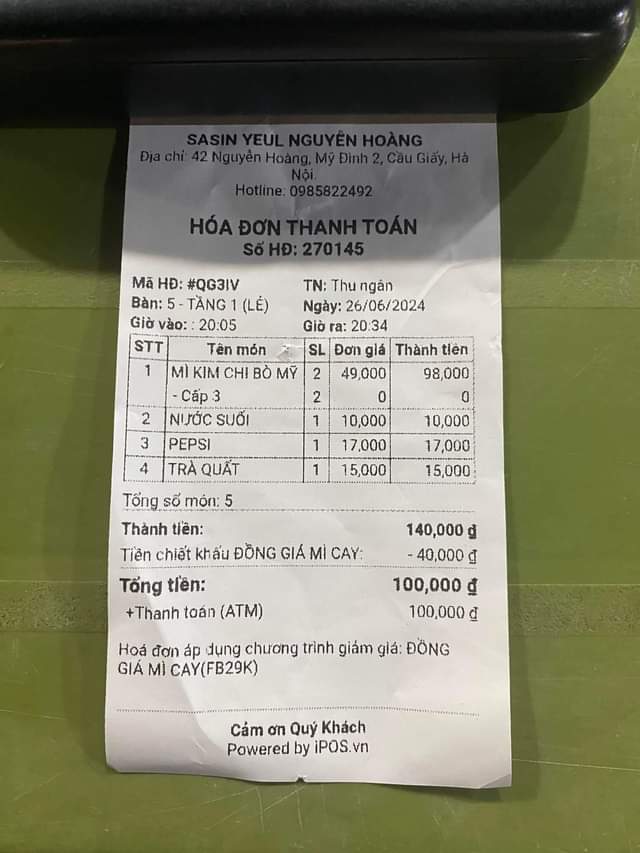 SASIN YEUL NGUYỄN HOÀNG
Địa chỉ: 42 Nguyễn Hoàng, Mỹ Đình 2, Cầu Giấy, Hà
Nội.
Hotline: 0985822492
HÓA ĐƠN THANH TOÁN
Số HĐ: 270145
Mã HĐ: #QG3IV TN: Thu ngân
Bàn: 5 - TẦNG 1 (LẺ) Ngày: 26/06/2024
Giờ vào: : 20:05 Giờ ra: 20:34
STT Tên món SL Đơn giá Thành tiền
1 MÌ KIM CHI BÒ MỸ 2 49,000 98,000
- Cấp 3 2 0 0
2 NƯỚC SUỐI 1 10,000 10,000
3 PEPSI 1 17,000 17,000
4 TRÀ QUẤT 1 15,000 15,000
Tổng số món: 5
Thành tiền: 140,000 đ
Tiền chiết khấu ĐỒNG GIÁ MÌ CAY: - 40,000 đ
Tổng tiền: 100,000 đ
+Thanh toán (ATM) 100,000 đ
Hoá đơn áp dụng chương trình giảm giá: ĐỒNG
GIÁ MÌ CAY(FB29K)
Cảm ơn Quý Khách
Powered by iPOS.vn